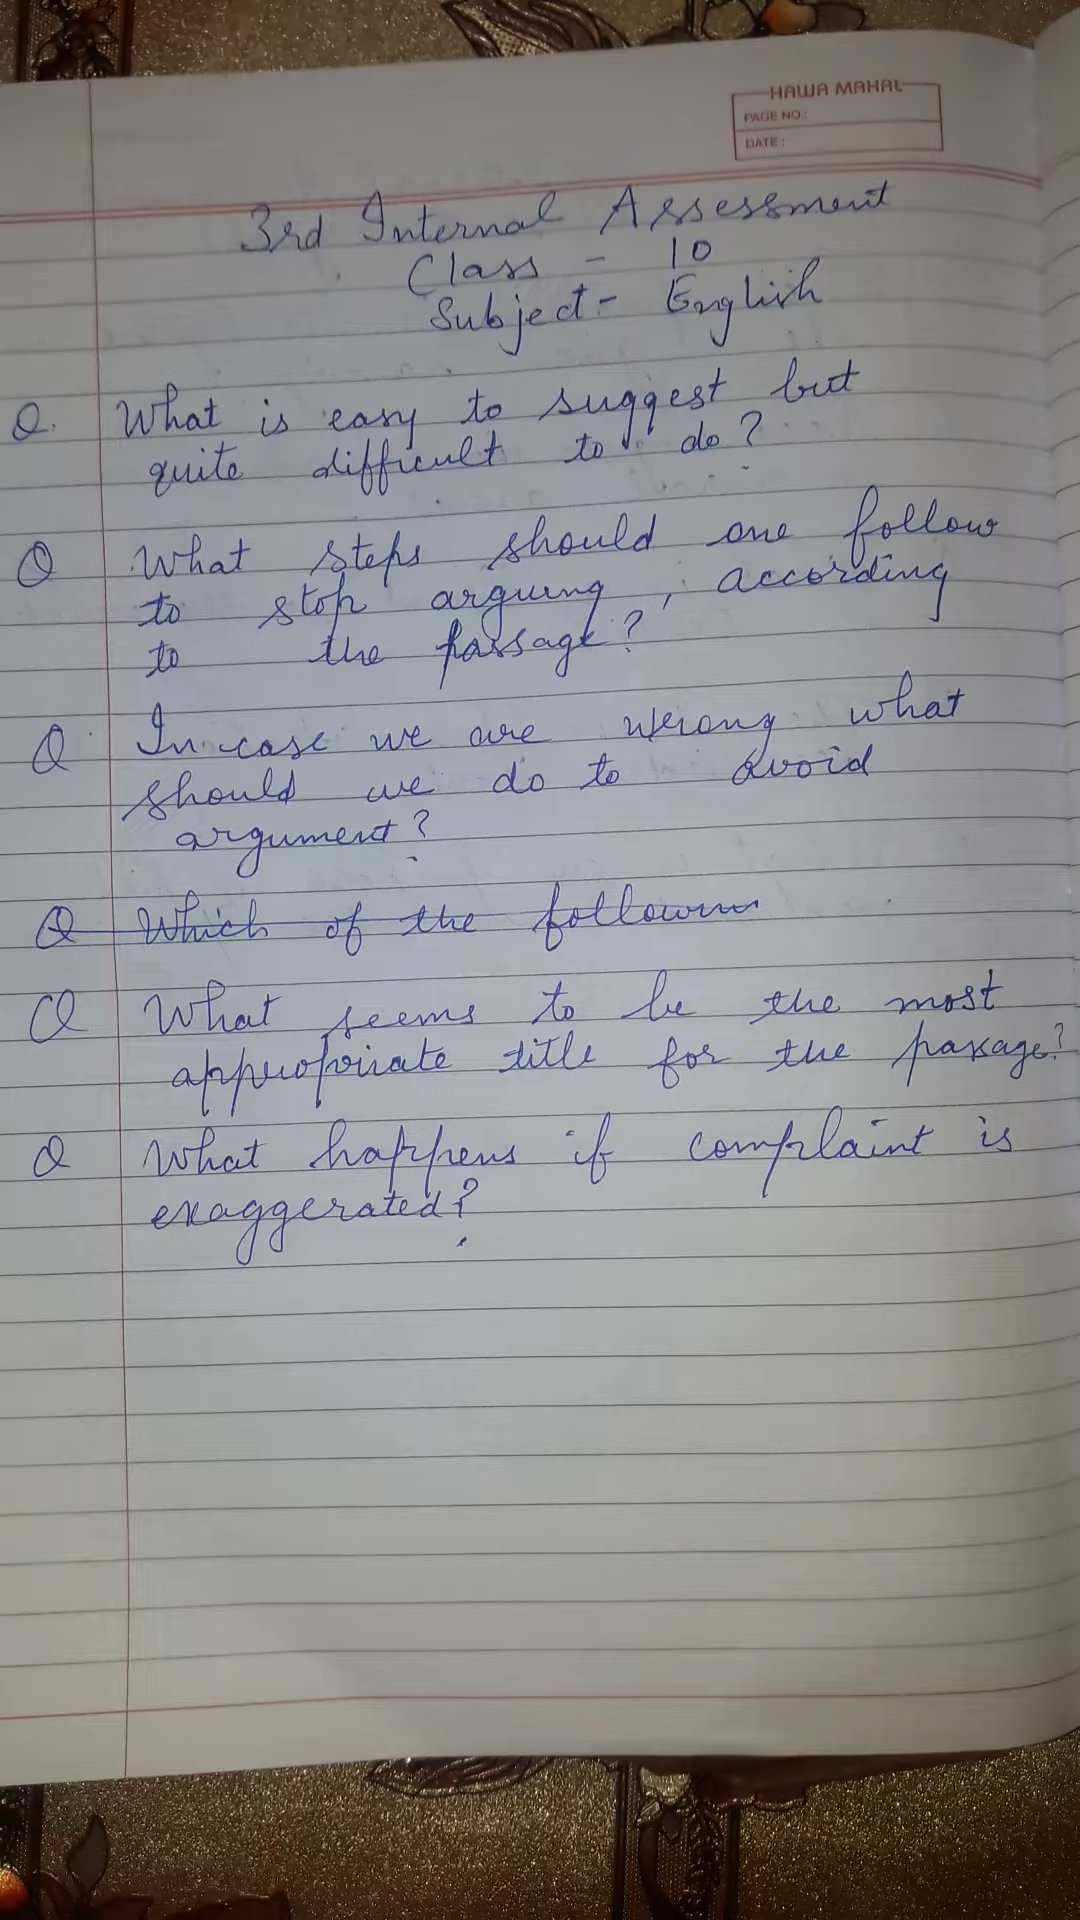 HAWA MAHAL
PAGE NO.:
DATE :
3rd Internal Assessment
Class - 10
Subject - English
Q. What is easy to suggest but
quite difficult to do?
Q What steps should one follow
to stop arguing, according
to the passage?
Q In case we are wrong what
should we do to avoid
argument?
Q Which of the followin
Q What seems to be the most
appropriate title for the passage?
Q What happens if complaint is
exaggerated?